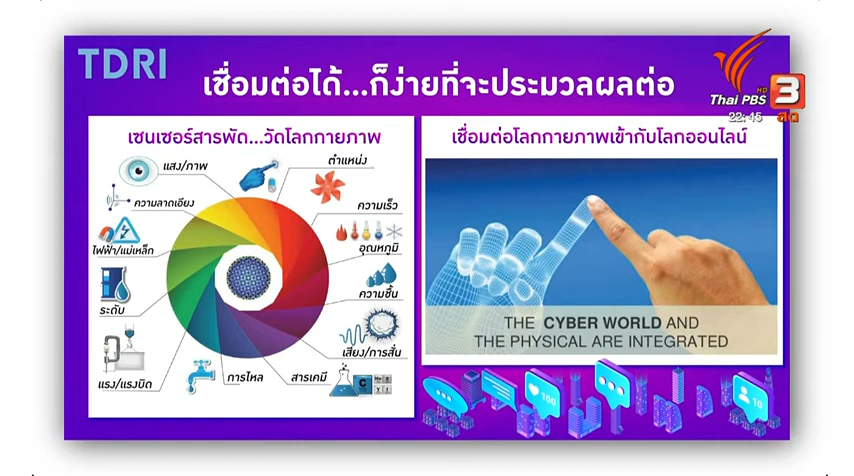 TDRI
เชื่อมต่อได้...ก็ง่ายที่จะประมวลผลต่อ
Thai PBS HD 3
22:45 สด
เซนเซอร์สารพัด...วัดโลกกายภาพ
แสง/ภาพ
ตำแหน่ง
ความลาดเอียง
ความเร็ว
ไฟฟ้า/แม่เหล็ก
อุณหภูมิ
ระดับ
ความชื้น
เสียง/การสั่น
แรง/แรงบิด
การไหล
สารเคมี
C
เชื่อมต่อโลกกายภาพเข้ากับโลกออนไลน์
THE CYBER WORLD AND
THE PHYSICAL ARE INTEGRATED
100
10